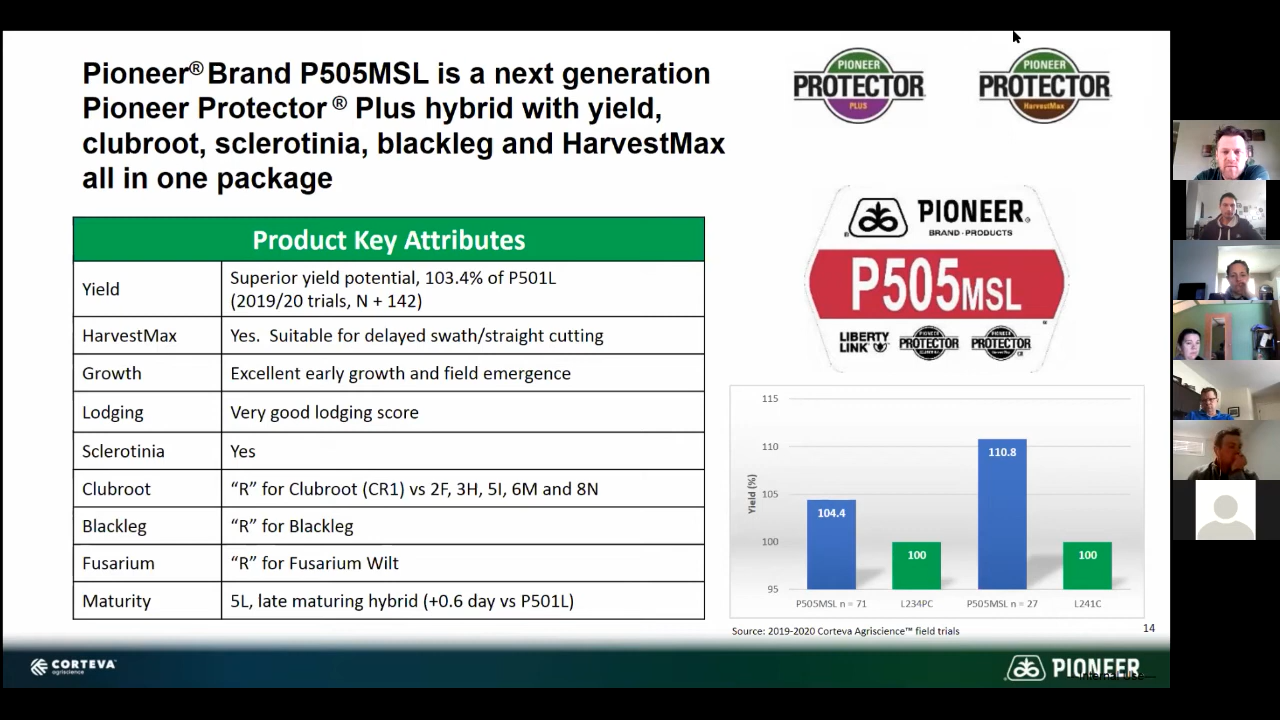 Pioneer® Brand P505MSL is a next generation
Pioneer Protector ® Plus hybrid with yield,
clubroot, sclerotinia, blackleg and HarvestMax
all in one package
PIONEER
PROTECTOR
PLUS
PIONEER
PROTECTOR
HarvestMax
Product Key Attributes
Yield
Superior yield potential, 103.4% of P501L
(2019/20 trials, N + 142)
HarvestMax
Yes. Suitable for delayed swath/straight cutting
Growth
Excellent early growth and field emergence
Lodging
Very good lodging score
Sclerotinia
Yes
Clubroot
“R” for Clubroot (CR1) vs 2F, 3H, 5I, 6M and 8N
Blackleg
“R” for Blackleg
Fusarium
“R” for Fusarium Wilt
Maturity
5L, late maturing hybrid (+0.6 day vs P501L)
PIONEER®
BRAND · PRODUCTS
P505MSL
LIBERTY
LINK
PIONEER
PROTECTOR
PIONEER
PROTECTOR
115
110
105
100
95
Yield (%)
104.4
100
110.8
100
P505MSL n = 71
L234PC
P505MSL n = 27
L241C
Source: 2019-2020 Corteva Agriscience™ field trials
14
CORTEVA™
agriscience
PIONEER
Internal Use